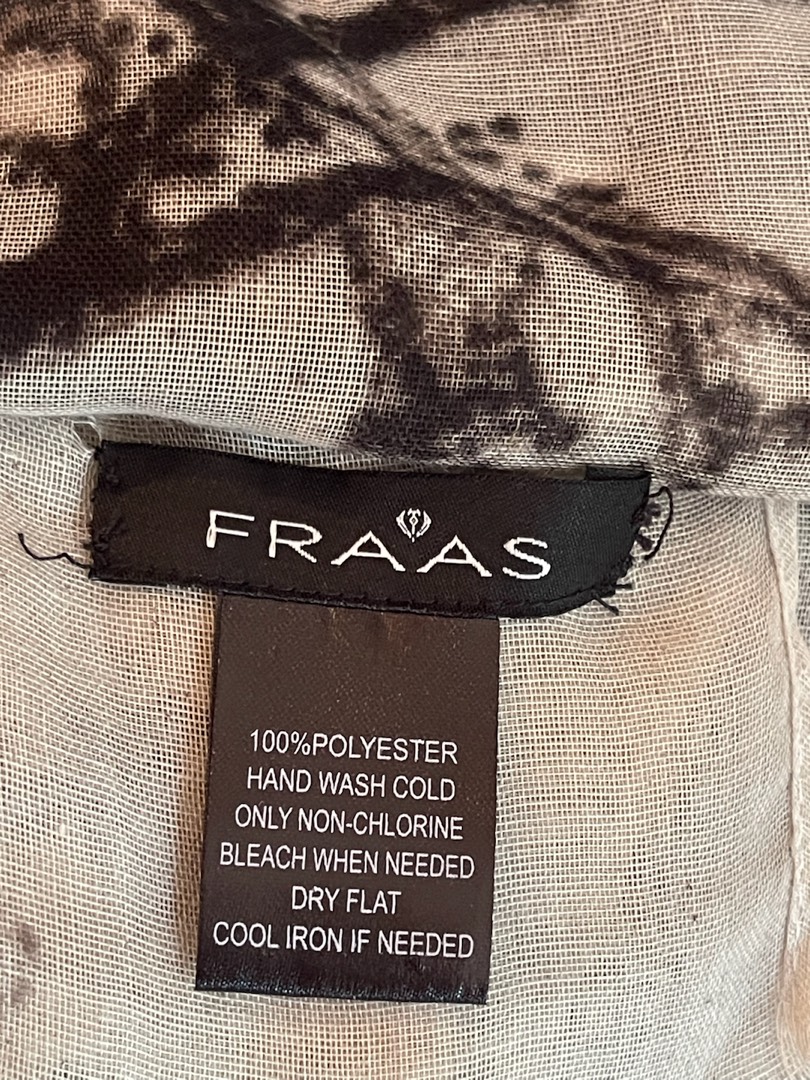 FRAAS
100%POLYESTER
HAND WASH COLD
ONLY NON-CHLORINE
BLEACH WHEN NEEDED
DRY FLAT
COOL IRON IF NEEDED